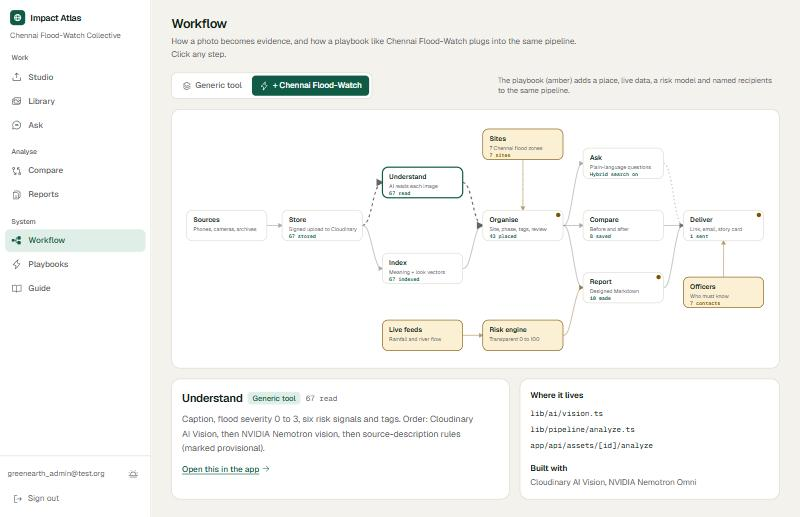 Impact Atlas
Chennai Flood-Watch Collective
Work
Studio
Library
Ask
Analyse
Compare
Reports
System
Workflow
Playbooks
Guide
greenearth_admin@test.org
Sign out
Workflow
How a photo becomes evidence, and how a playbook like Chennai Flood-Watch plugs into the same pipeline.
Click any step.
Generic tool
+ Chennai Flood-Watch
The playbook (amber) adds a place, live data, a risk model and named recipients
to the same pipeline.
Sites
7 Chennai flood zones
7 sites
Ask
Plain-language questions
Hybrid search on
Understand
AI reads each image
67 read
Sources
Phones, cameras, archives
Store
Signed upload to Cloudinary
67 stored
Organise
Site, phase, tags, review
43 placed
Compare
Before and after
8 saved
Deliver
Link, email, story card
1 sent
Index
Meaning + look vectors
67 indexed
Report
Designed Markdown
10 made
Officers
Who must know
7 contacts
Live feeds
Rainfall and river flow
Risk engine
Transparent 0 to 100
Understand
Generic tool
67 read
Caption, flood severity 0 to 3, six risk signals and tags. Order: Cloudinary
AI Vision, then NVIDIA Nemotron vision, then source-description rules
(marked provisional).
Open this in the app →
Where it lives
lib/ai/vision.ts
lib/pipeline/analyze.ts
app/api/assets/[id]/analyze
Built with
Cloudinary AI Vision, NVIDIA Nemotron Omni